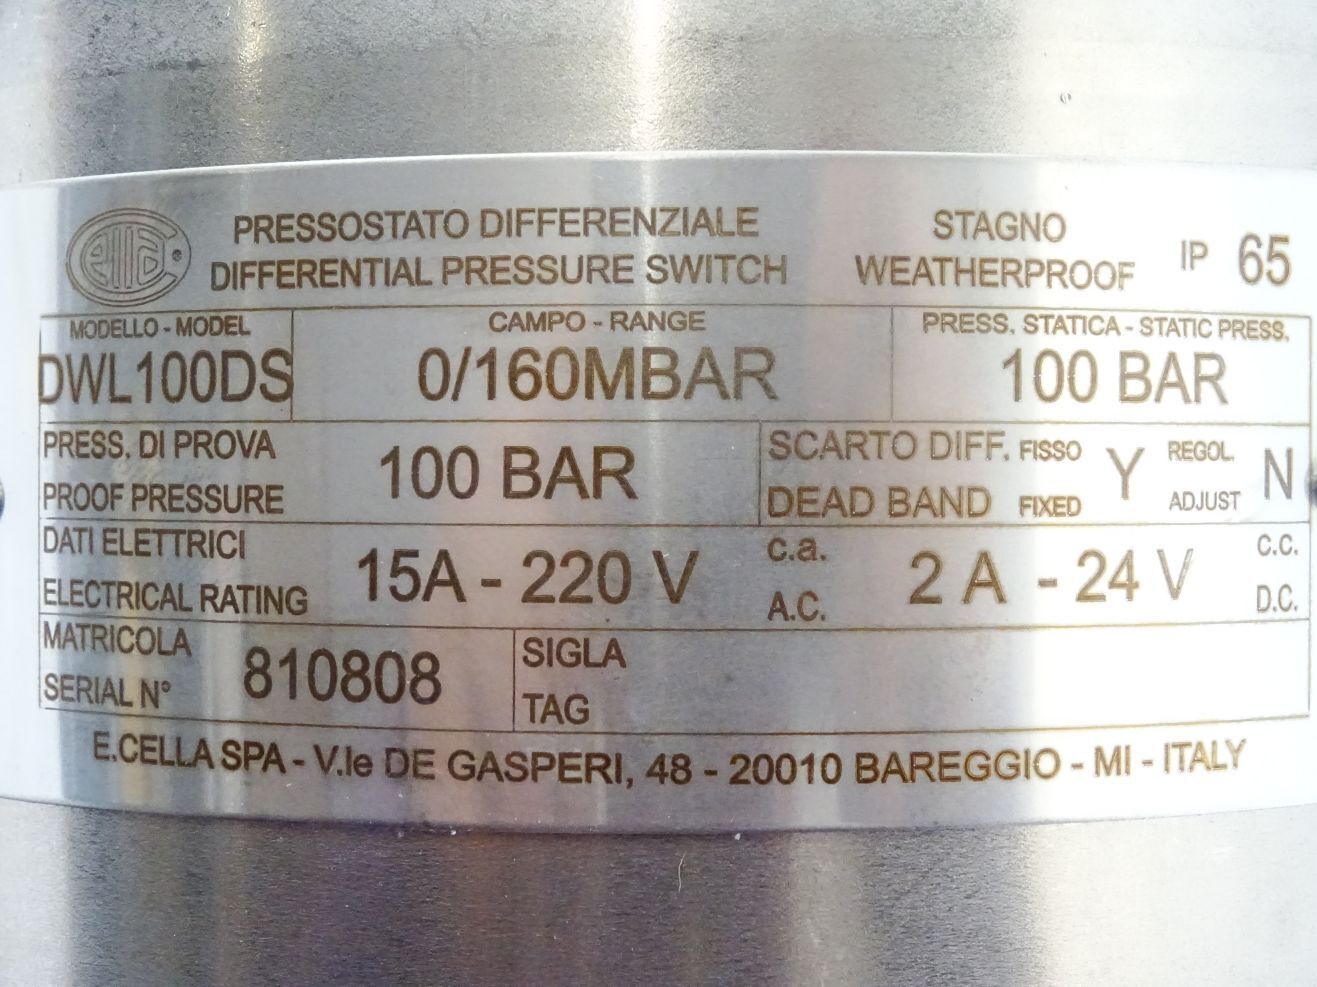 PRESSOSTATO DIFFERENZIALE STAGNO
DIFFERENTIAL PRESSURE SWITCH WEATHERPROOF IP 65
MODELLO - MODEL CAMPO - RANGE PRESS. STATICA - STATIC PRESS.
DWL100DS 0/160MBAR 100 BAR
PRESS. DI PROVA 100 BAR SCARTO DIFF. FISSO Y REGOL. N
PROOF PRESSURE DEAD BAND FIXED ADJUST
DATI ELETTRICI 15A - 220 V c.a. 2 A - 24 V C.C.
ELECTRICAL RATING A.C. D.C.
MATRICOLA 810808 SIGLA
SERIAL N° TAG
E.CELLA SPA - V.le DE GASPERI, 48 - 20010 BAREGGIO - MI - ITALY